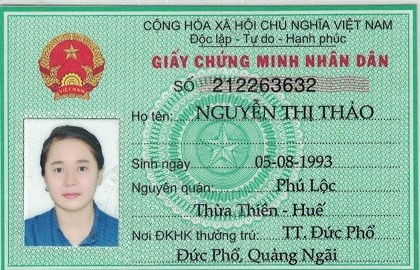 CỘNG HÒA XÃ HỘI CHỦ NGHĨA VIỆT NAM
Độc lập - Tự do - Hạnh phúc
GIẤY CHỨNG MINH NHÂN DÂN
SỐ 212263632
Họ tên: NGUYỄN THỊ THẢO
Sinh ngày 05-08-1993
Nguyên quán: Phú Lộc
Thừa Thiên - Huế
Nơi ĐKHK thường trú: TT. Đức Phổ
Đức Phổ, Quảng Ngãi
VIỆT NAM